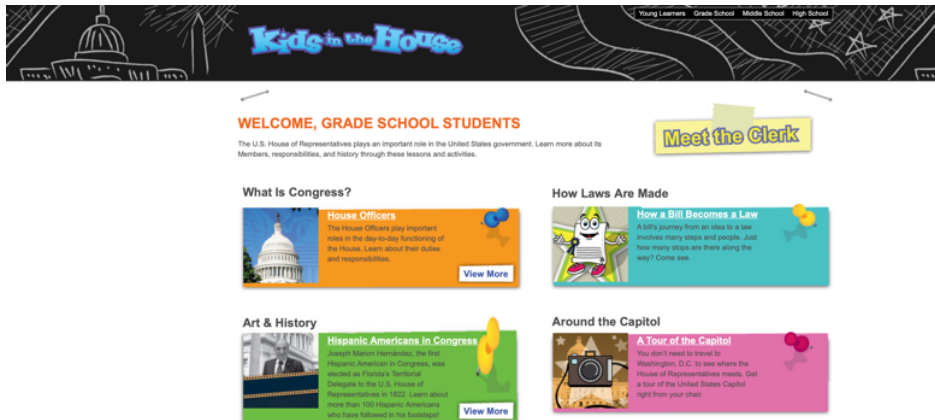 Young Learners Grade School Middle School High School
Kids in the House
WELCOME, GRADE SCHOOL STUDENTS
The U.S. House of Representatives plays an important role in the United States government. Learn more about its
Members, responsibilities, and history through these lessons and activities.
Meet the Clerk
What Is Congress?
House Officers
The House Officers play important
roles in the day-to-day functioning of
the House. Learn about their duties
and responsibilities.
View More
How Laws Are Made
How a Bill Becomes a Law
A bill's journey from an idea to a law
involves many steps and people. Just
how many stops are there along the
way? Come see.
Art & History
Hispanic Americans in Congress
Joseph Marion Hernández, the first
Hispanic American in Congress, was
elected as Florida's Territorial
Delegate to the U.S. House of
Representatives in 1822. Learn about
more than 100 Hispanic Americans
who have followed in his footsteps!
View More
Around the Capitol
A Tour of the Capitol
You don't need to travel to
Washington, D.C. to see where the
House of Representatives meets. Get
a tour of the United States Capitol
right from your chair.